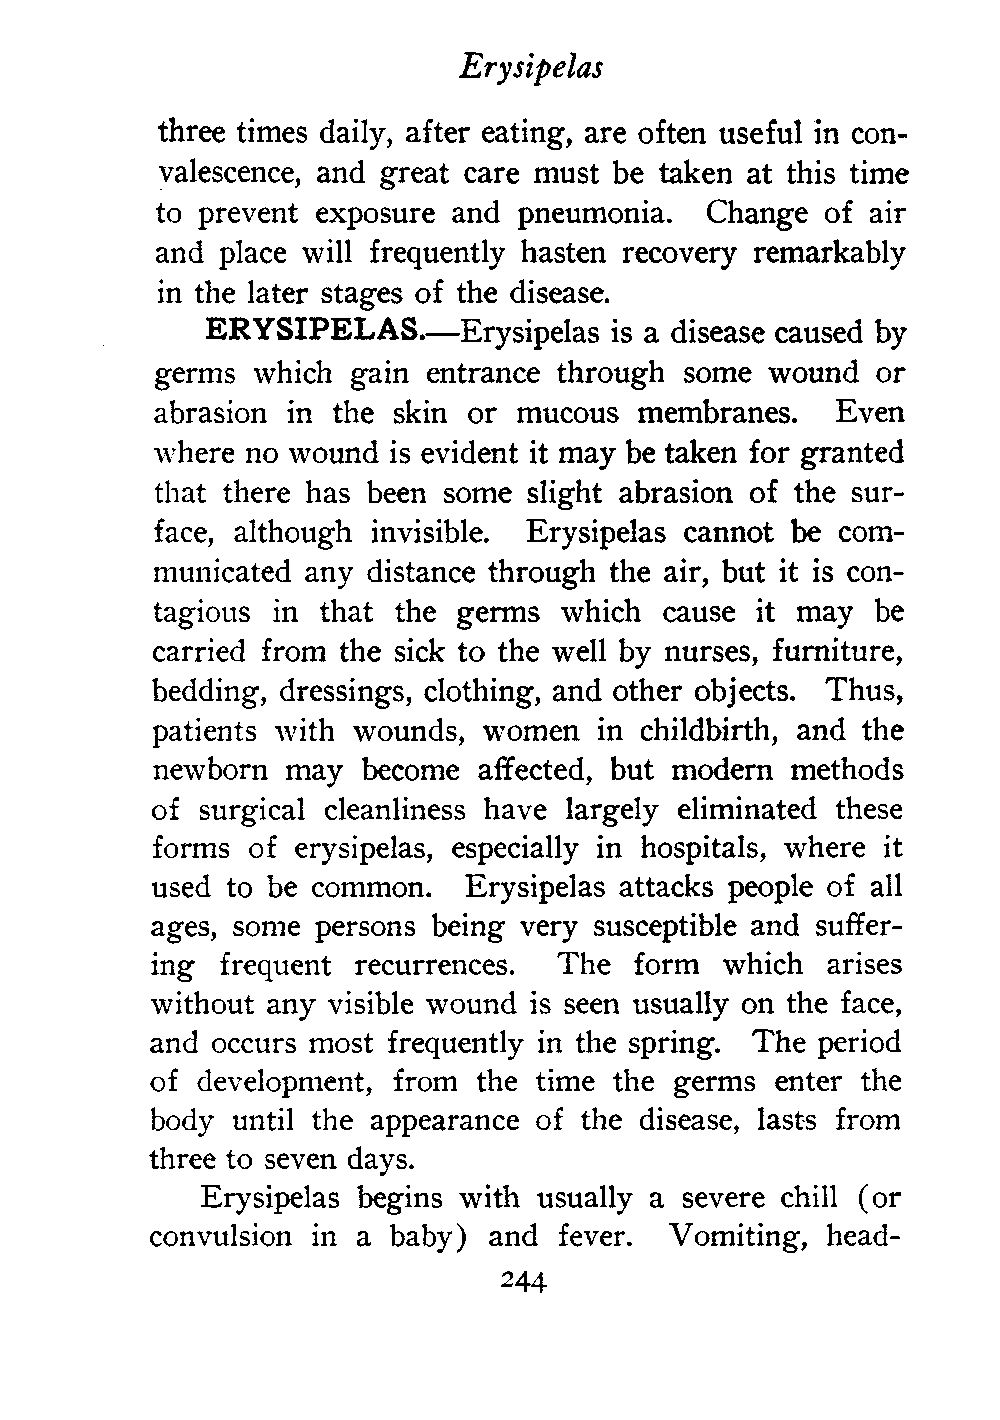 Erysipelas
three times daily, after eating, are often useful in con-
valescence, and great care must be taken at this time
to prevent exposure and pneumonia. Change of air
and place will frequently hasten recovery remarkably
in the later stages of the disease.
ERYSIPELAS.—Erysipelas is a disease caused by
germs which gain entrance through some wound or
abrasion in the skin or mucous membranes. Even
where no wound is evident it may be taken for granted
that there has been some slight abrasion of the sur-
face, although invisible. Erysipelas cannot be com-
municated any distance through the air, but it is con-
tagious in that the germs which cause it may be
carried from the sick to the well by nurses, furniture,
bedding, dressings, clothing, and other objects. Thus,
patients with wounds, women in childbirth, and the
newborn may become affected, but modern methods
of surgical cleanliness have largely eliminated these
forms of erysipelas, especially in hospitals, where it
used to be common. Erysipelas attacks people of all
ages, some persons being very susceptible and suffer-
ing frequent recurrences. The form which arises
without any visible wound is seen usually on the face,
and occurs most frequently in the spring. The period
of development, from the time the germs enter the
body until the appearance of the disease, lasts from
three to seven days.
Erysipelas begins with usually a severe chill (or
convulsion in a baby) and fever. Vomiting, head-
244